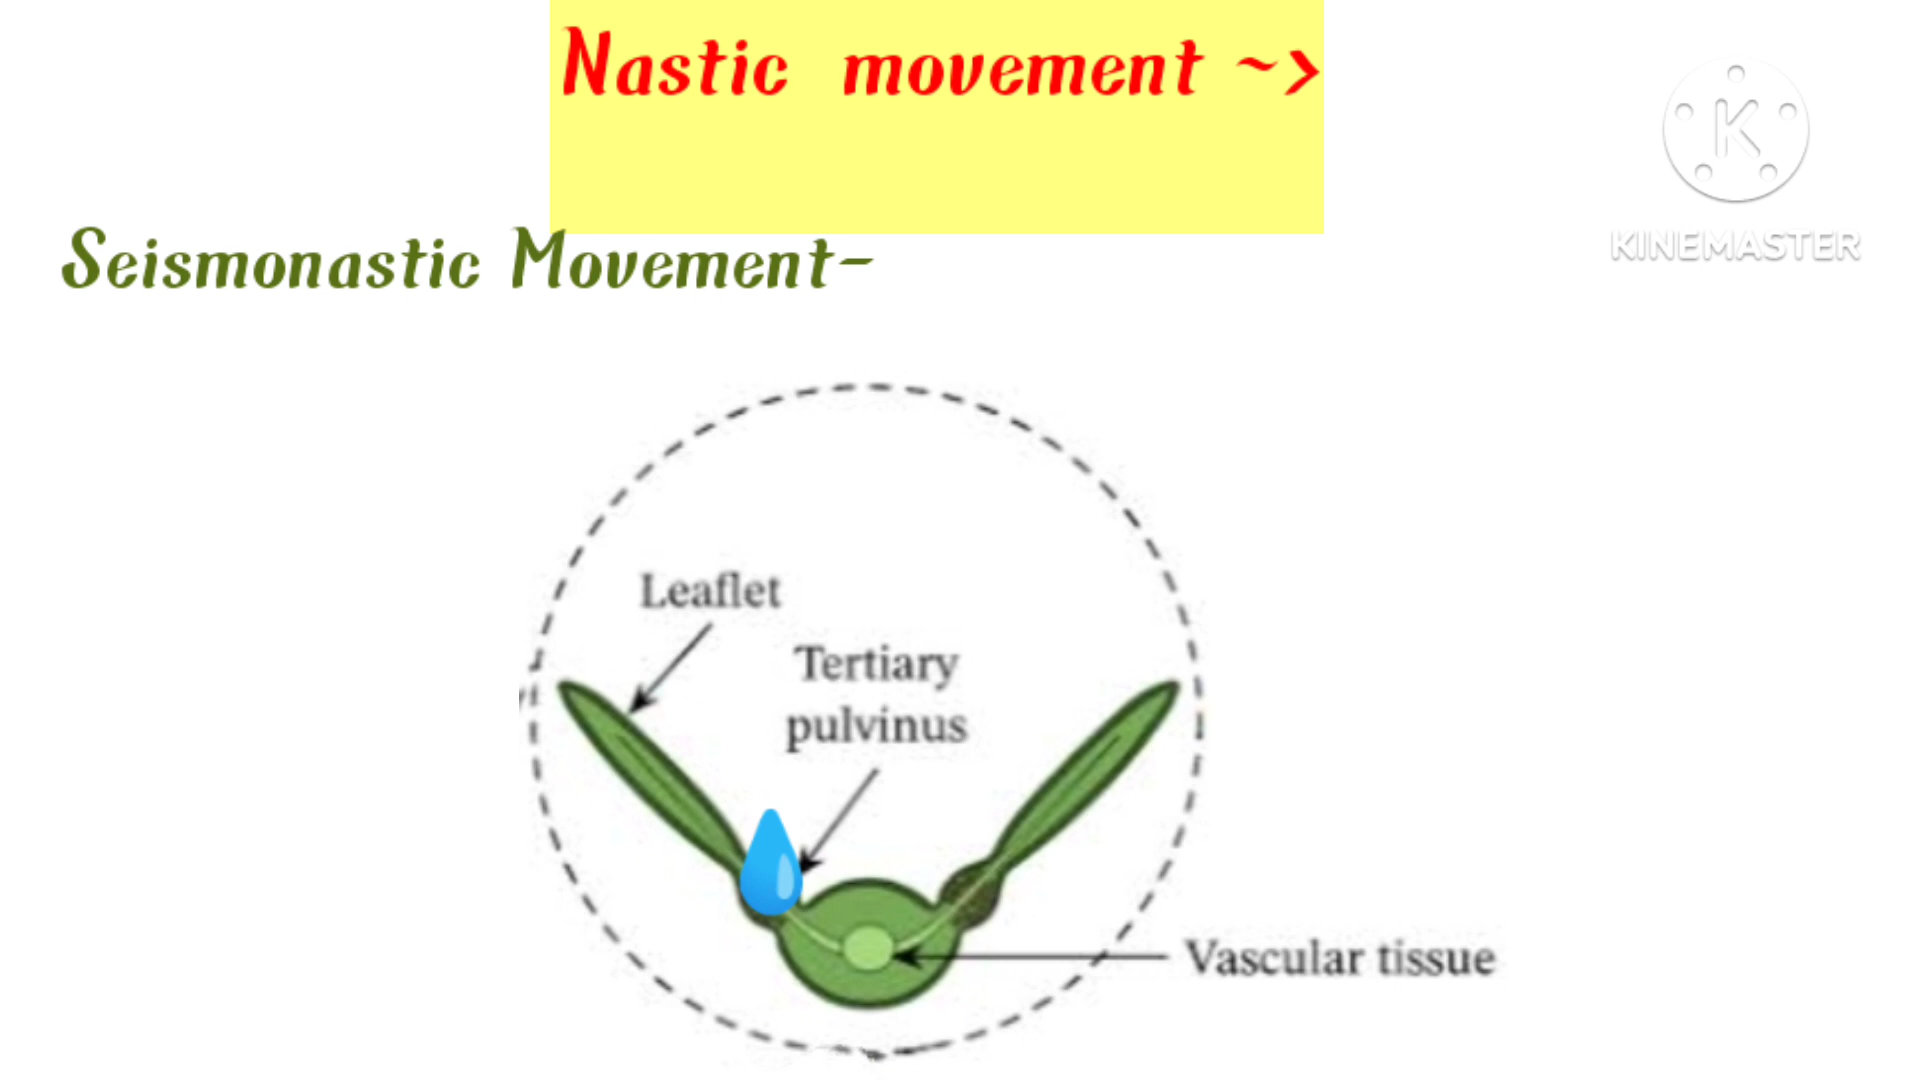 Nastic movement ~>
K
KINEMASTER
Seismonastic Movement-
Leaflet
Tertiary
pulvinus
Vascular tissue